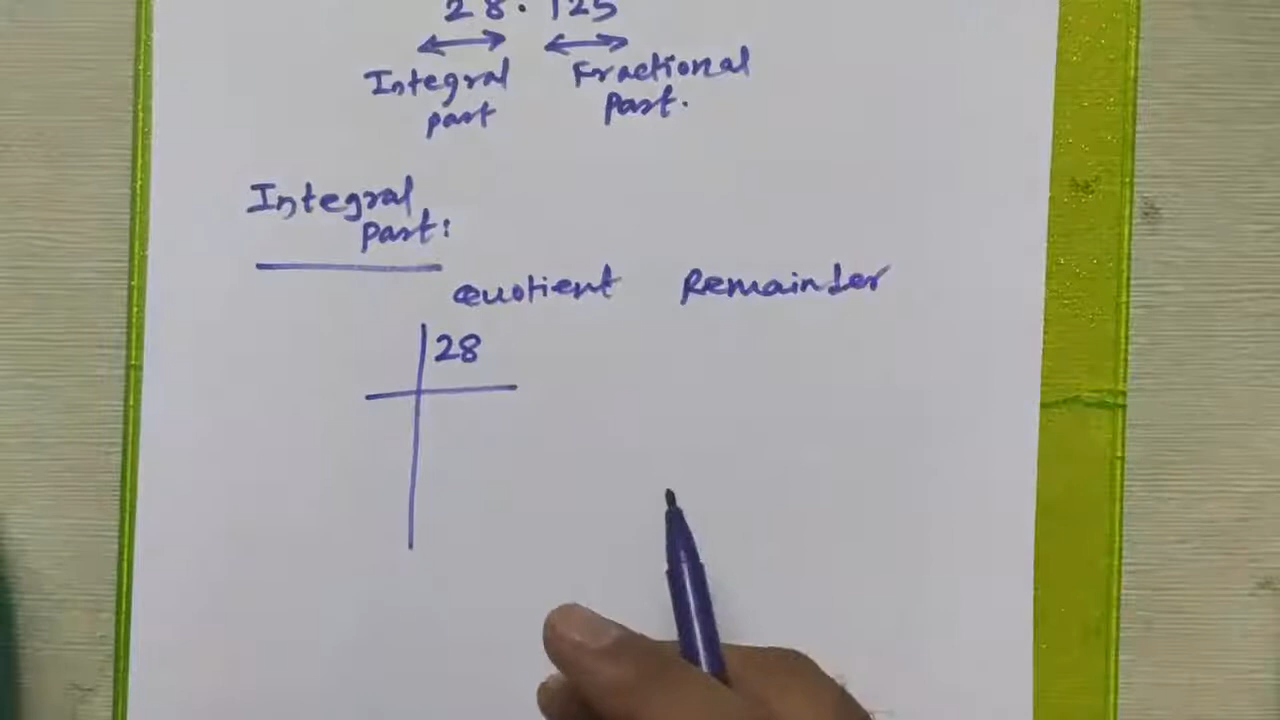 28.125
Integral part
Fractional Part.
Integral
Part:
Quotient Remainder
28